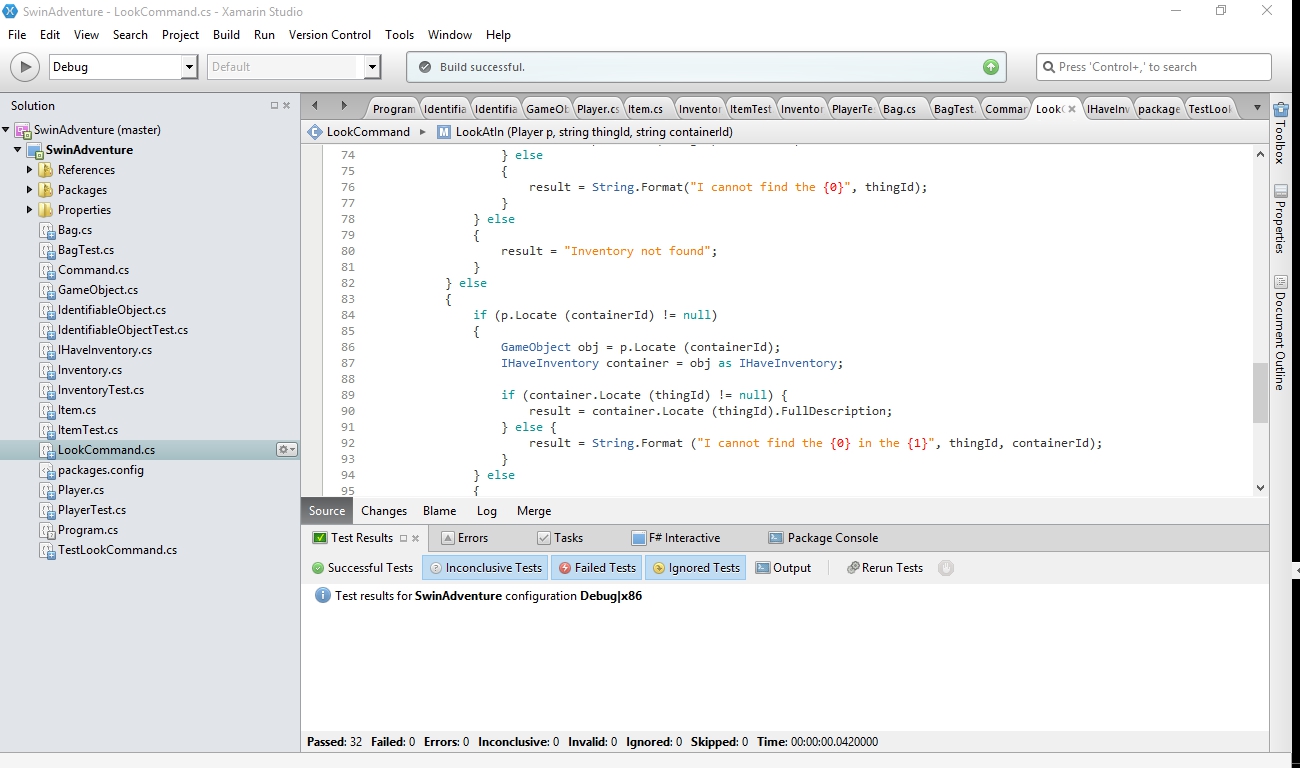 SwinAdventure - LookCommand.cs - Xamarin Studio
File Edit View Search Project Build Run Version Control Tools Window Help
Debug Default Build successful. Press 'Control+,' to search
Solution
SwinAdventure (master)
SwinAdventure
References
Packages
Properties
Bag.cs
BagTest.cs
Command.cs
GameObject.cs
IdentifiableObject.cs
IdentifiableObjectTest.cs
IHaveInventory.cs
Inventory.cs
InventoryTest.cs
Item.cs
ItemTest.cs
LookCommand.cs
packages.config
Player.cs
PlayerTest.cs
Program.cs
TestLookCommand.cs
Program Identifia Identifia GameOb Player.cs Item.cs Inventor ItemTest Inventor PlayerTe Bag.cs BagTest. Comman LookC IHaveInv package TestLook
LookCommand LookAtIn (Player p, string thingId, string containerId)
74 } else
75 {
76 result = String.Format("I cannot find the {0}", thingId);
77 }
78 } else
79 {
80 result = "Inventory not found";
81 }
82 } else
83 {
84 if (p.Locate (containerId) != null)
85 {
86 GameObject obj = p.Locate (containerId);
87 IHaveInventory container = obj as IHaveInventory;
88
89 if (container.Locate (thingId) != null) {
90 result = container.Locate (thingId).FullDescription;
91 } else {
92 result = String.Format ("I cannot find the {0} in the {1}", thingId, containerId);
93 }
94 } else
95 {
Source Changes Blame Log Merge
Test Results Errors Tasks F# Interactive Package Console
Successful Tests Inconclusive Tests Failed Tests Ignored Tests Output Rerun Tests
Test results for SwinAdventure configuration Debug|x86
Passed: 32 Failed: 0 Errors: 0 Inconclusive: 0 Invalid: 0 Ignored: 0 Skipped: 0 Time: 00:00:00.0420000
Toolbox
Properties
Document Outline